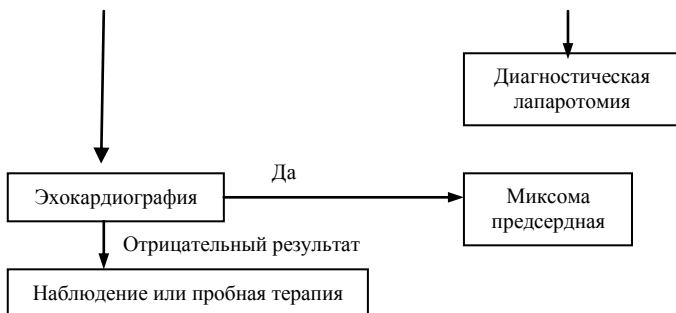 Диагностическая
лапаротомия
Эхокардиография
Да
Миксома
предсердная
Отрицательный результат
Наблюдение или пробная терапия